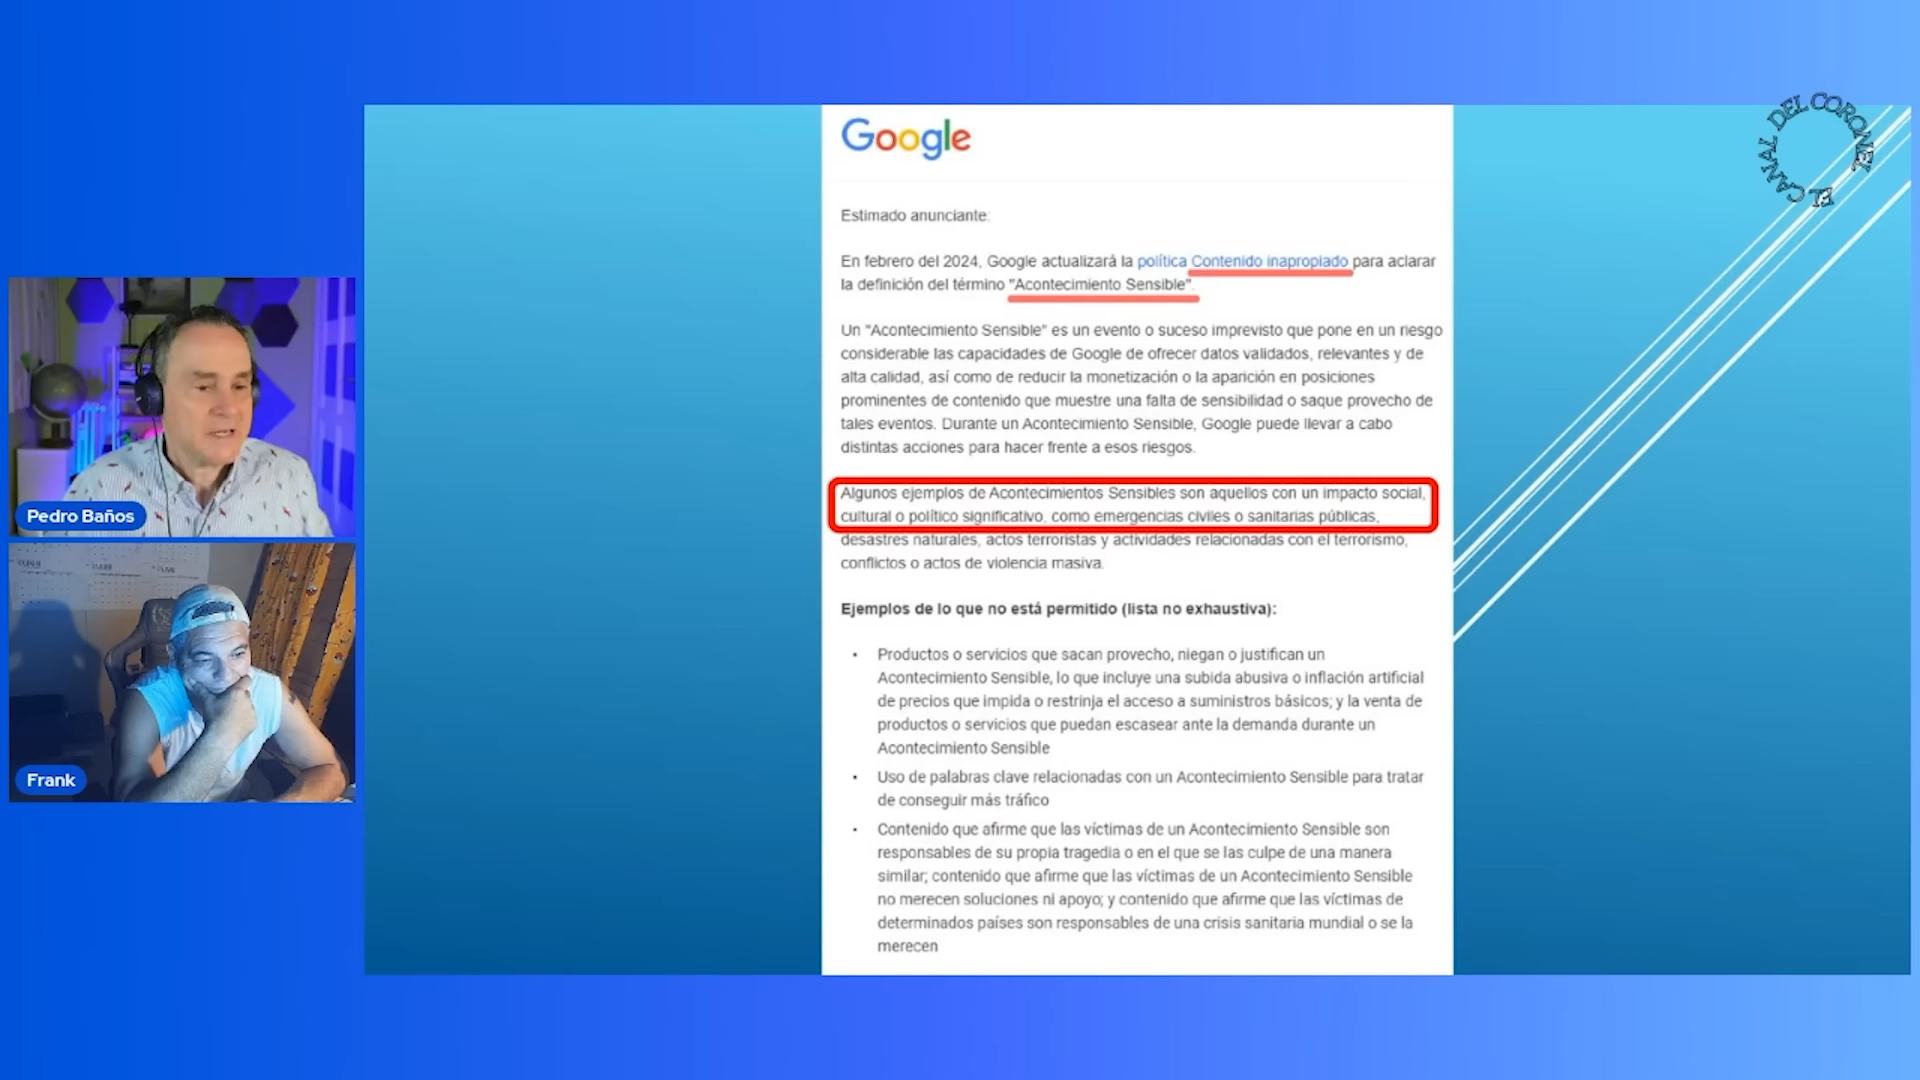 EL CANAL DEL CORONEL
Google
Estimado anunciante:
En febrero del 2024, Google actualizará la política Contenido inapropiado para aclarar
la definición del término "Acontecimiento Sensible".
Un "Acontecimiento Sensible" es un evento o suceso imprevisto que pone en un riesgo
considerable las capacidades de Google de ofrecer datos validados, relevantes y de
alta calidad, así como de reducir la monetización o la aparición en posiciones
prominentes de contenido que muestre una falta de sensibilidad o saque provecho de
tales eventos. Durante un Acontecimiento Sensible, Google puede llevar a cabo
distintas acciones para hacer frente a esos riesgos.
Algunos ejemplos de Acontecimientos Sensibles son aquellos con un impacto social,
cultural o político significativo, como emergencias civiles o sanitarias públicas,
desastres naturales, actos terroristas y actividades relacionadas con el terrorismo,
conflictos o actos de violencia masiva.
Ejemplos de lo que no está permitido (lista no exhaustiva):
• Productos o servicios que sacan provecho, niegan o justifican un
Acontecimiento Sensible, lo que incluye una subida abusiva o inflación artificial
de precios que impida o restrinja el acceso a suministros básicos; y la venta de
productos o servicios que puedan escasear ante la demanda durante un
Acontecimiento Sensible
• Uso de palabras clave relacionadas con un Acontecimiento Sensible para tratar
de conseguir más tráfico
• Contenido que afirme que las víctimas de un Acontecimiento Sensible son
responsables de su propia tragedia o en el que se las culpe de una manera
similar; contenido que afirme que las víctimas de un Acontecimiento Sensible
no merecen soluciones ni apoyo; y contenido que afirme que las víctimas de
determinados países son responsables de una crisis sanitaria mundial o se la
merecen
Pedro Baños
Frank